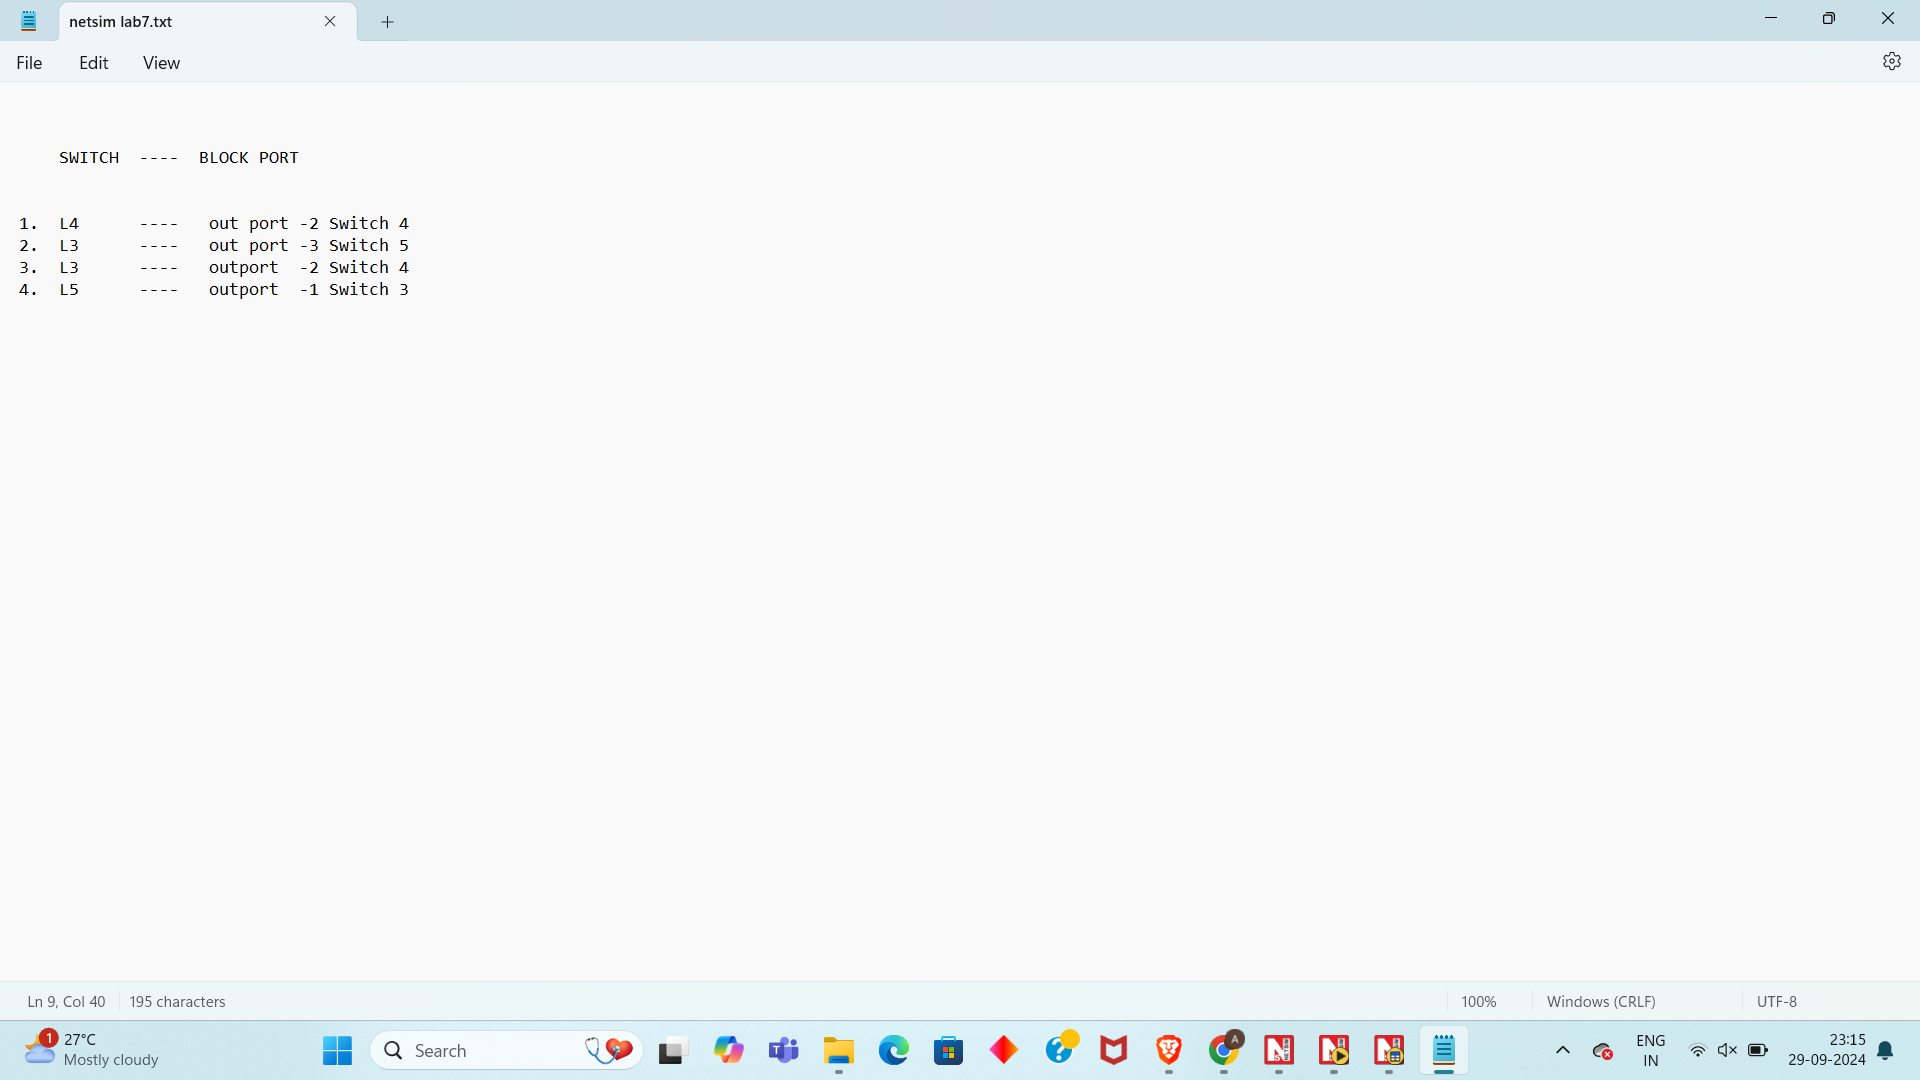 netsim lab7.txt
File Edit View
SWITCH ---- BLOCK PORT
1. L4 ---- out port -2 Switch 4
2. L3 ---- out port -3 Switch 5
3. L3 ---- outport -2 Switch 4
4. L5 ---- outport -1 Switch 3
Ln 9, Col 40 195 characters 100% Windows (CRLF) UTF-8
1 27°C
Mostly cloudy
Search
A
ENG
IN
23:15
29-09-2024